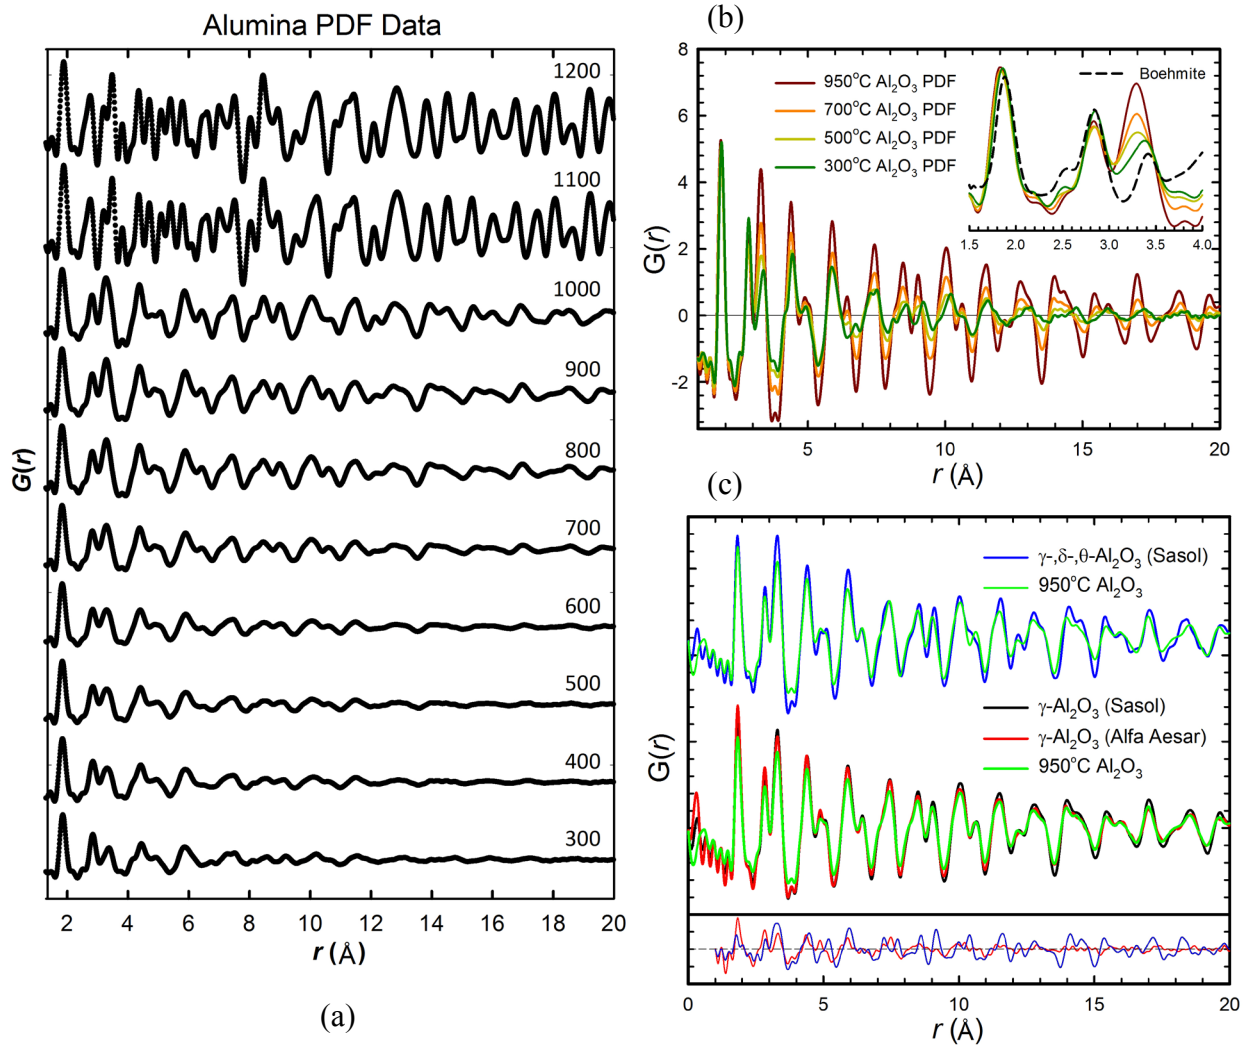 Alumina PDF Data
1200
1100
1000
900
800
700
600
500
400
300
G(r)
2 4 6 8 10 12 14 16 18 20
r (Å)
(a)
(b)
8
6
4
2
0
-2
G(r)
950°C Al₂O₃ PDF
700°C Al₂O₃ PDF
500°C Al₂O₃ PDF
300°C Al₂O₃ PDF
Boehmite
1.5 2.0 2.5 3.0 3.5 4.0
5 10 15 20
r (Å)
(c)
γ-,δ-,θ-Al₂O₃ (Sasol)
950°C Al₂O₃
γ-Al₂O₃ (Sasol)
γ-Al₂O₃ (Alfa Aesar)
950°C Al₂O₃
G(r)
0 5 10 15 20
r (Å)